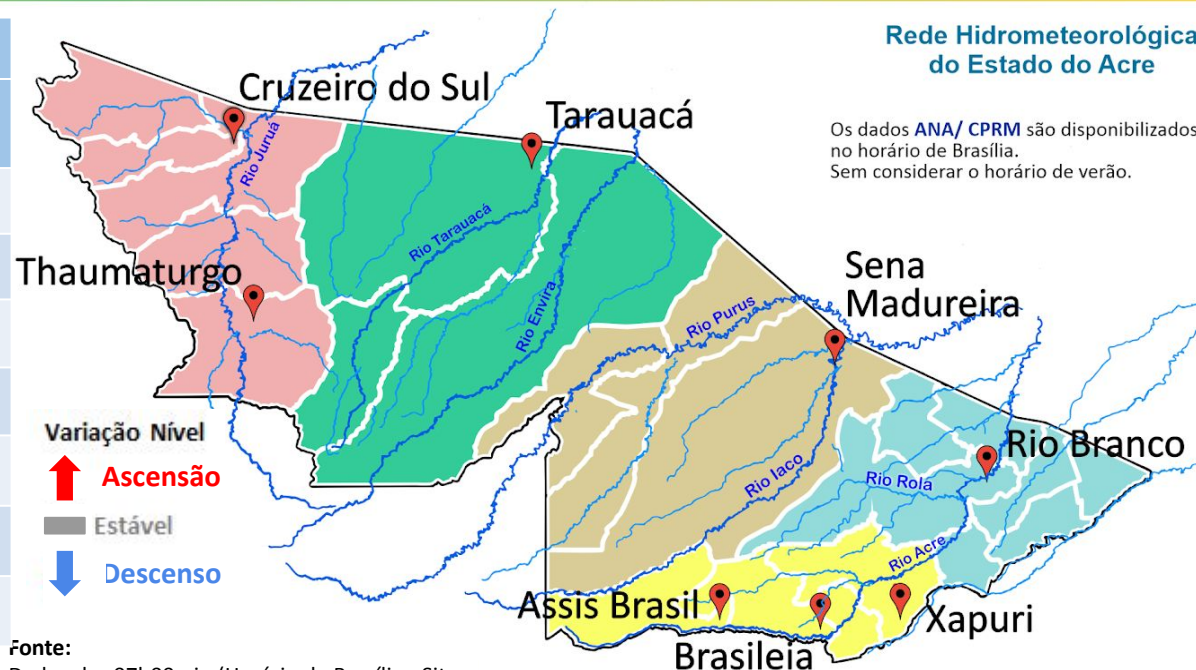 Rede Hidrometeorológica
do Estado do Acre
Os dados ANA/ CPRM são disponibilizados
no horário de Brasília.
Sem considerar o horário de verão.
Cruzeiro do Sul
Tarauacá
Rio Juruá
Rio Tarauacá
Thaumaturgo
Rio Envira
Sena
Madureira
Rio Purus
Variação Nível
Ascensão
Estável
Descenso
Rio Branco
Rio Iaco
Rio Rola
Rio Acre
Assis Brasil
Xapuri
Brasileia
Fonte: